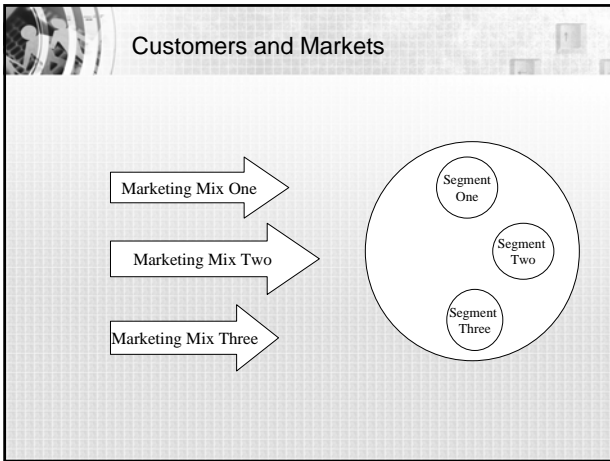 Customers and Markets
Marketing Mix One
Segment
One
Marketing Mix Two
Segment
Two
Marketing Mix Three
Segment
Three